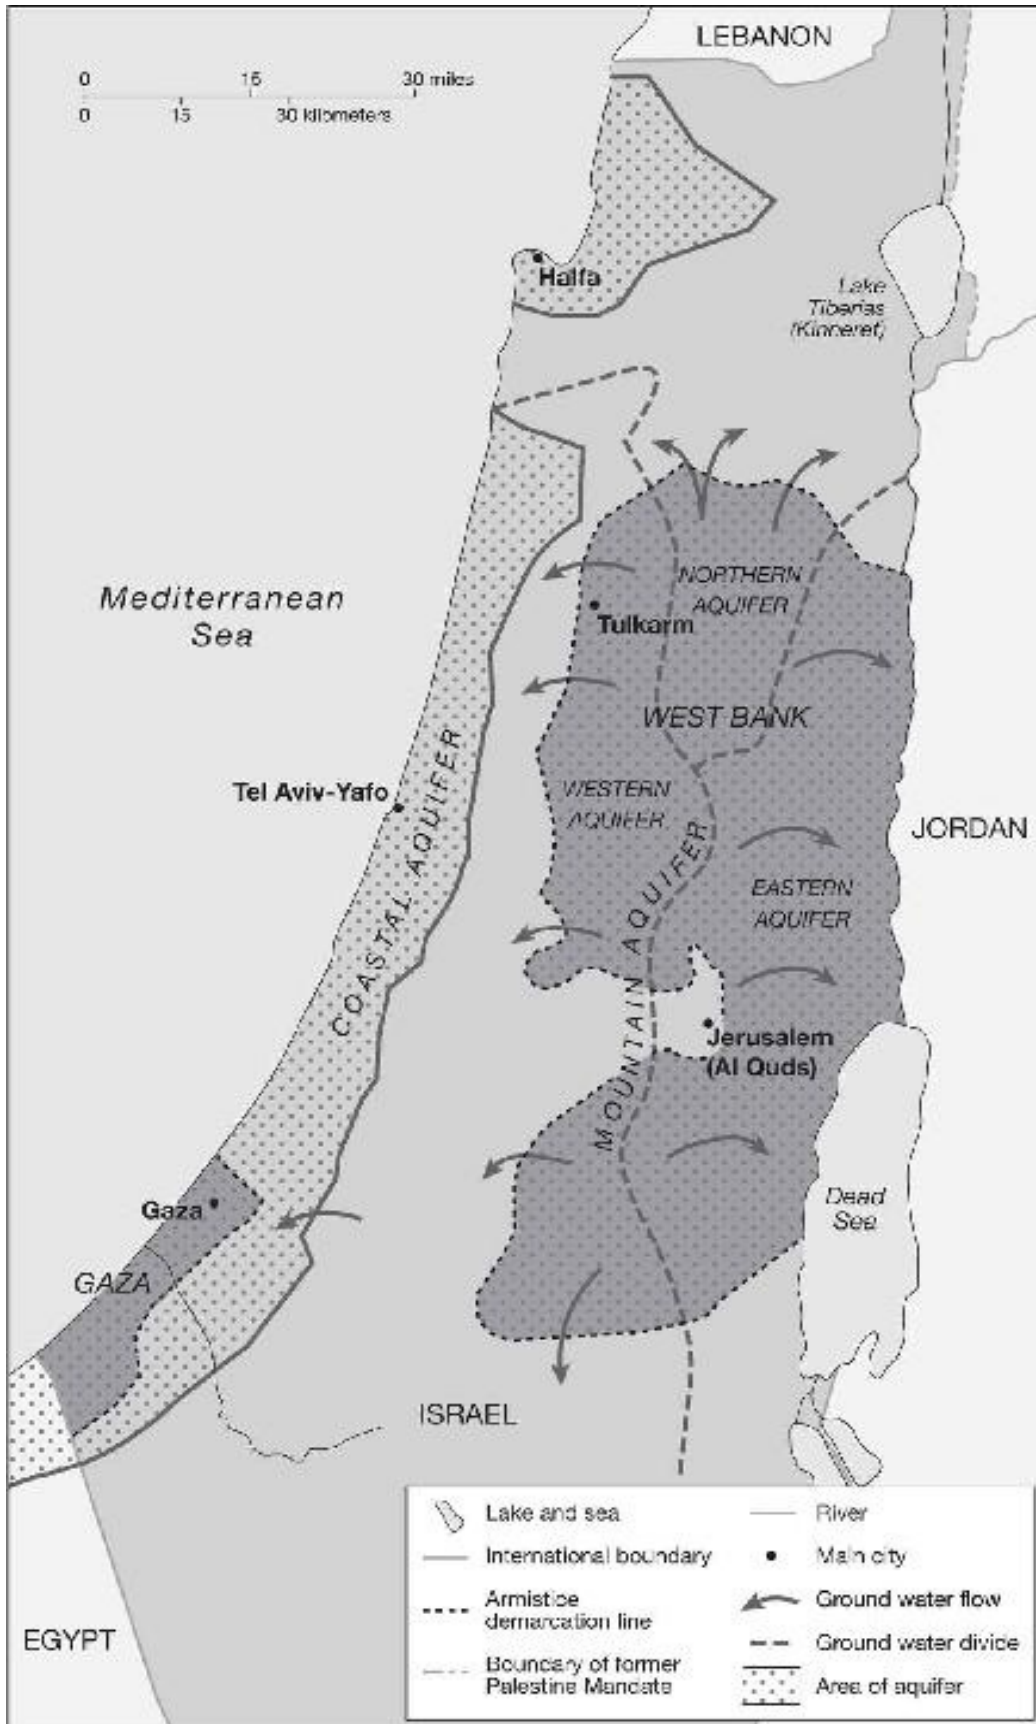 LEBANON
0 15 30 miles
0 15 30 kilometers
Haifa
Lake
Tiberias
(Kinneret)
NORTHERN
AQUIFER
Mediterranean
Sea
Tulkarm
WEST BANK
Tel Aviv-Yafo
WESTERN
AQUIFER
COASTAL AQUIFER
JORDAN
MOUNTAIN AQUIFER
EASTERN
AQUIFER
Jerusalem
(Al Quds)
Dead
Sea
Gaza
GAZA
ISRAEL
EGYPT
Lake and sea
International boundary
Armistice
demarcation line
Boundary of former
Palestine Mandate
River
Main city
Ground water flow
Ground water divide
Area of aquifer